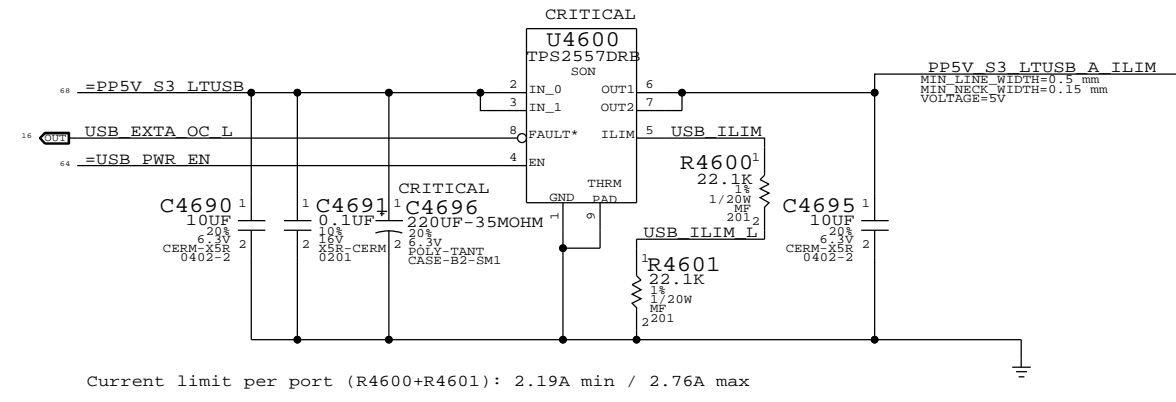 CRITICAL
U4600
TPS2557DRB
SON
68 =PP5V_S3_LTUSB
2 IN_0
3 IN_1
OUT1 6
OUT2 7
PP5V_S3_LTUSB_A_ILIM
MIN_LINE_WIDTH=0.5 mm
MIN_NECK_WIDTH=0.15 mm
VOLTAGE=5V
16 OUT USB_EXTA_OC_L
8 FAULT*
ILIM 5 USB_ILIM
64 =USB_PWR_EN
4 EN
THRM
GND PAD
1 9
C4690
1
10UF
20%
6.3V
CERM-X5R
0402-2
2
C4691
1
0.1UF
10%
16V
X5R-CERM
0201
2
CRITICAL
C4696
1
+
220UF-35MOHM
20%
6.3V
POLY-TANT
CASE-B2-SM1
2
R4600
1
22.1K
1%
1/20W
MF
201
2
USB_ILIM_L
R4601
1
22.1K
1%
1/20W
MF
201
2
C4695
1
10UF
20%
6.3V
CERM-X5R
0402-2
2
Current limit per port (R4600+R4601): 2.19A min / 2.76A max